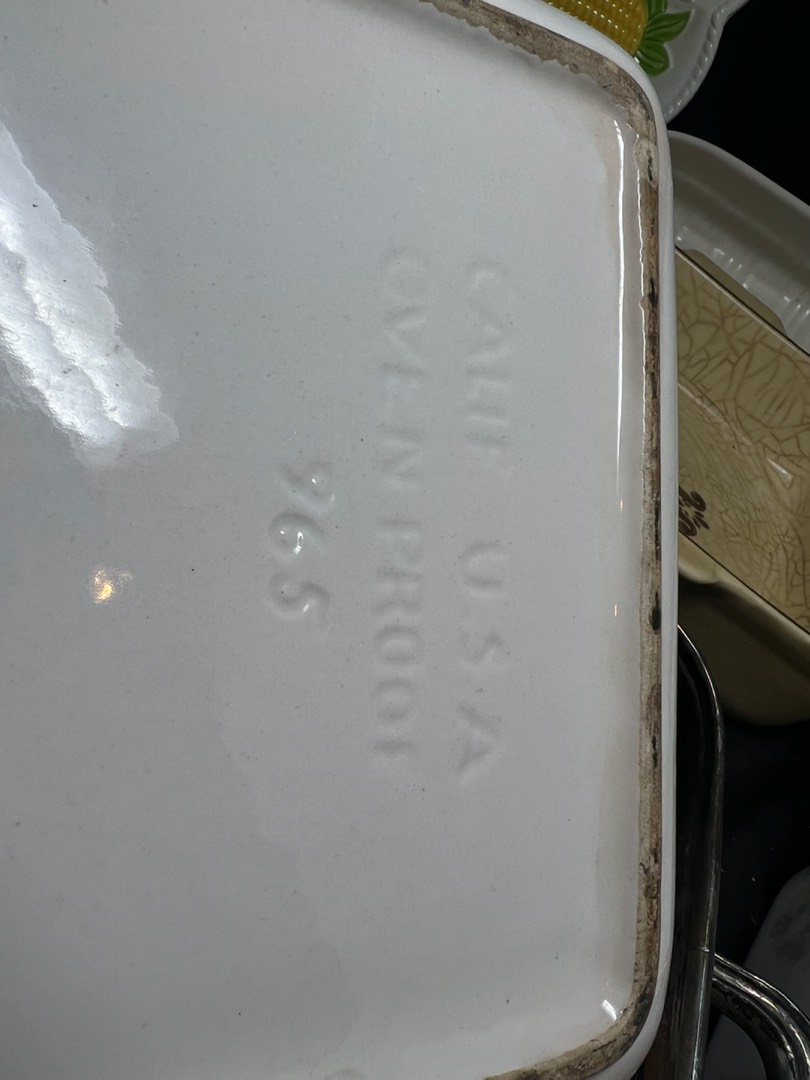 CALIF. U.S.A
OVEN PROOF
965